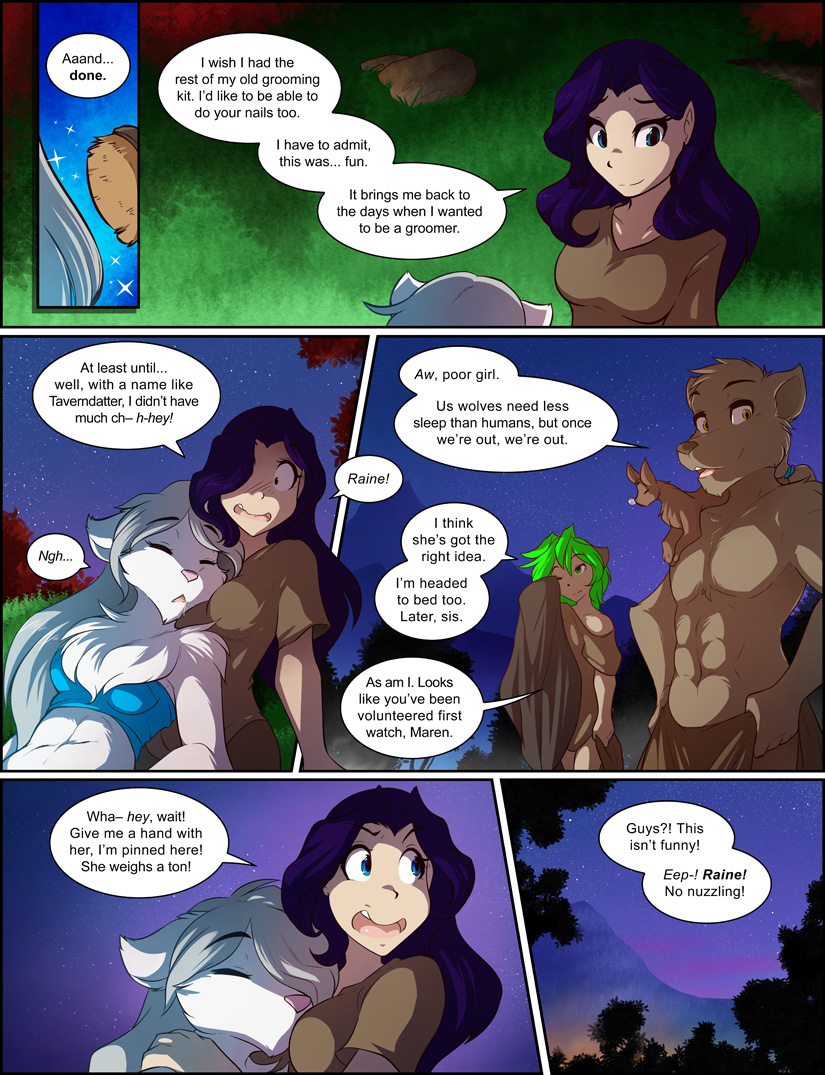 Aaand...
done.
I wish I had the
rest of my old grooming
kit. I'd like to be able to
do your nails too.
I have to admit,
this was... fun.
It brings me back to
the days when I wanted
to be a groomer.
At least until...
well, with a name like
Taverndatter, I didn't have
much ch– h-hey!
Raine!
Ngh...
Aw, poor girl.
Us wolves need less
sleep than humans, but once
we're out, we're out.
I think
she's got the
right idea.
I'm headed
to bed too.
Later, sis.
As am I. Looks
like you've been
volunteered first
watch, Maren.
Wha– hey, wait!
Give me a hand with
her, I'm pinned here!
She weighs a ton!
Guys?! This
isn't funny!
Eep-! Raine!
No nuzzling!